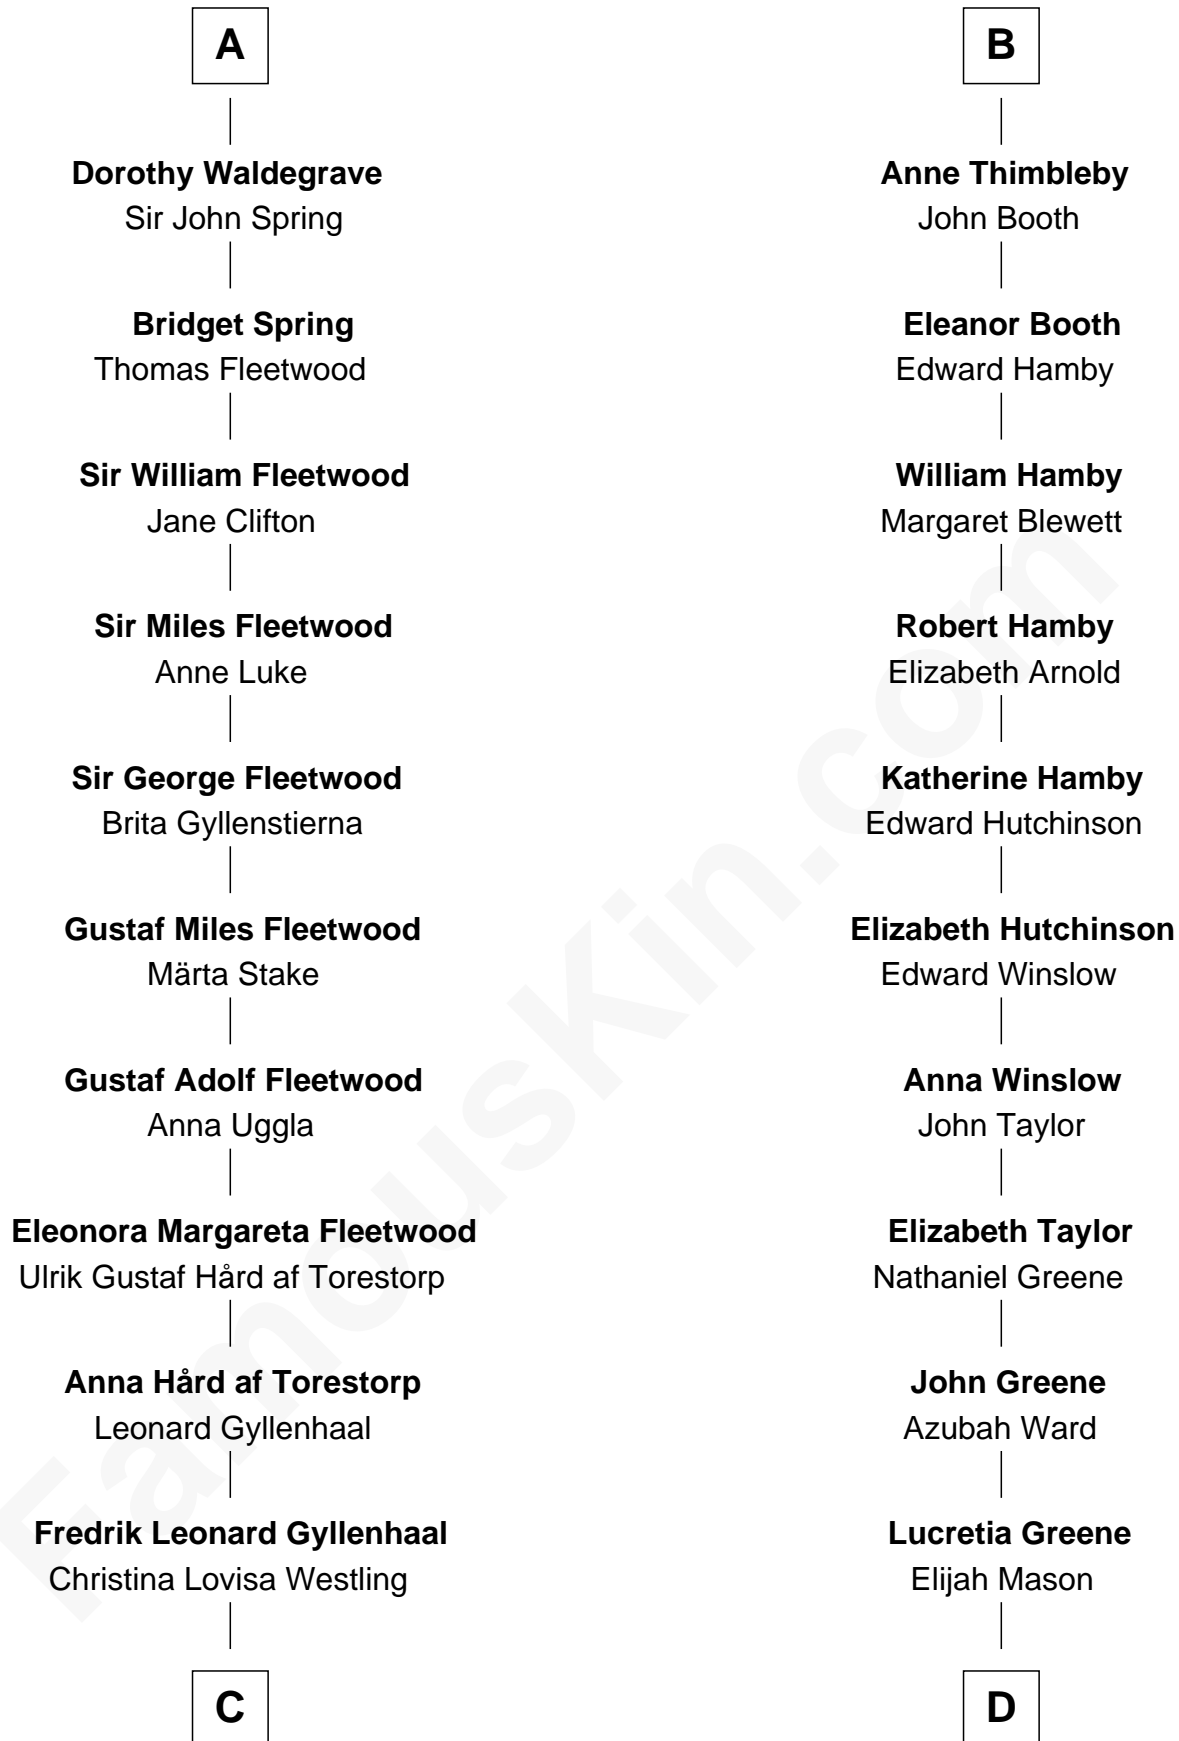 A
Dorothy Waldegrave
Sir John Spring
Bridget Spring
Thomas Fleetwood
Sir William Fleetwood
Jane Clifton
Sir Miles Fleetwood
Anne Luke
Sir George Fleetwood
Brita Gyllenstierna
Gustaf Miles Fleetwood
Märta Stake
Gustaf Adolf Fleetwood
Anna Uggla
Eleonora Margareta Fleetwood
Ulrik Gustaf Hård af Torestorp
Anna Hård af Torestorp
Leonard Gyllenhaal
Fredrik Leonard Gyllenhaal
Christina Lovisa Westling
C
B
Anne Thimbleby
John Booth
Eleanor Booth
Edward Hamby
William Hamby
Margaret Blewett
Robert Hamby
Elizabeth Arnold
Katherine Hamby
Edward Hutchinson
Elizabeth Hutchinson
Edward Winslow
Anna Winslow
John Taylor
Elizabeth Taylor
Nathaniel Greene
John Greene
Azubah Ward
Lucretia Greene
Elijah Mason
D
FamousKin.com